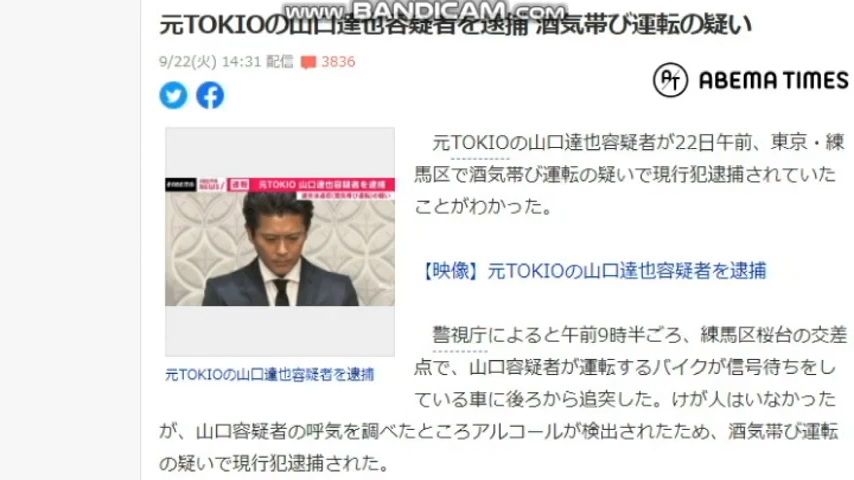 www.BANDICAM.com
元TOKIOの山口達也容疑者を逮捕 酒気帯び運転の疑い
9/22(火) 14:31 配信 3836
ABEMA TIMES
元TOKIOの山口達也容疑者が22日午前、東京・練
馬区で酒気帯び運転の疑いで現行犯逮捕されていた
ことがわかった。
NEWS
速報
元TOKIO 山口達也容疑者を逮捕
【映像】元TOKIOの山口達也容疑者を逮捕
警視庁によると午前9時半ごろ、練馬区桜台の交差
点で、山口容疑者が運転するバイクが信号待ちをし
ている車に後ろから追突した。けが人はいなかった
元TOKIOの山口達也容疑者を逮捕
が、山口容疑者の呼気を調べたところアルコールが検出されたため、酒気帯び運転
の疑いで現行犯逮捕された。